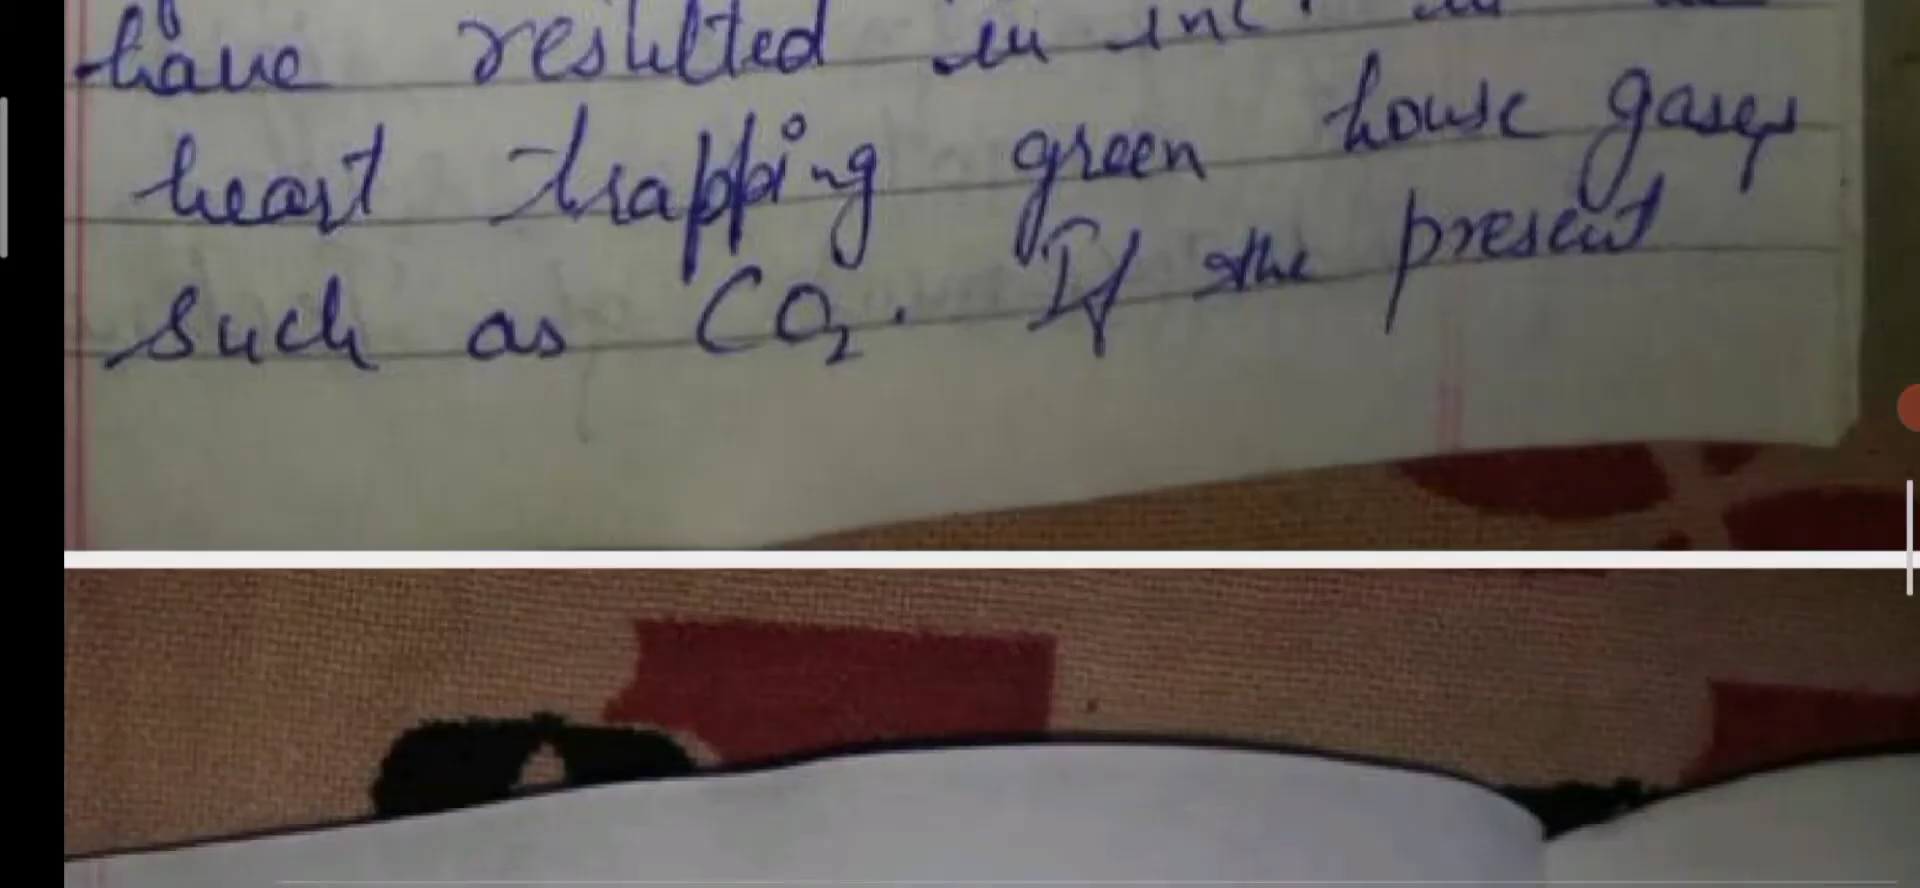 have resulted in
heart trapping green house gases
such as CO₂. If the present